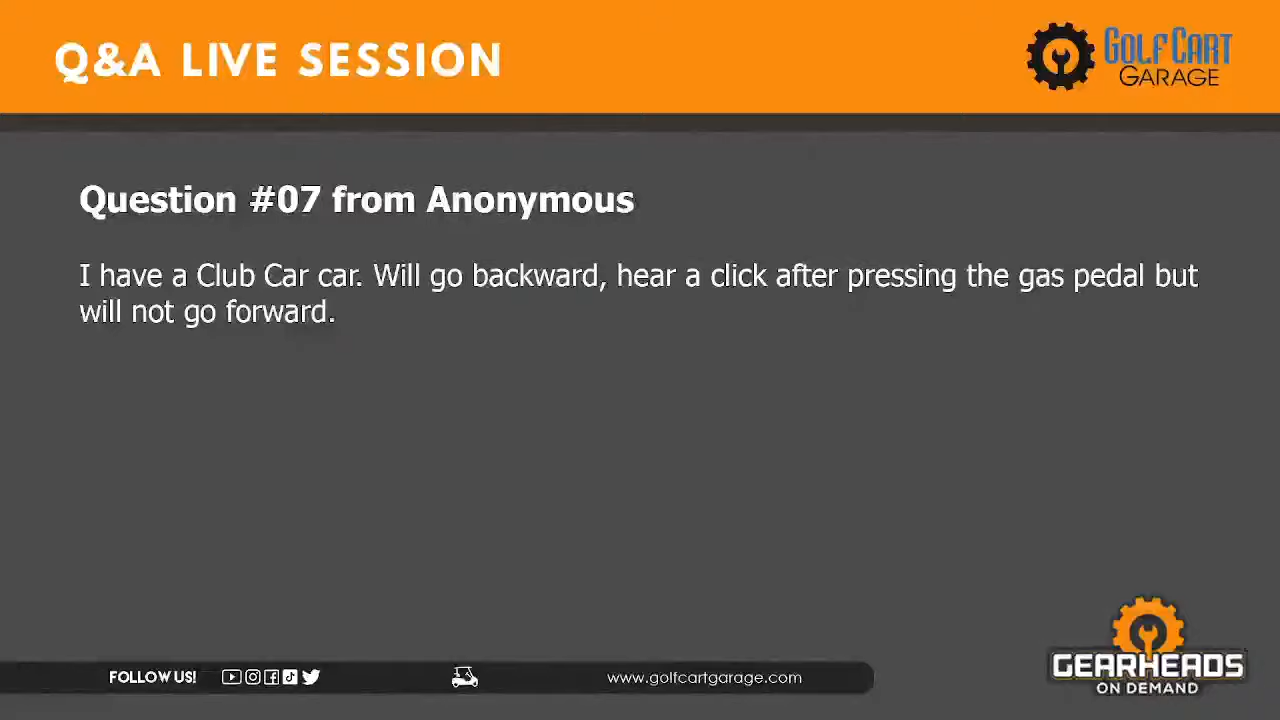 Q&A LIVE SESSION
GOLF CART
GARAGE
Question #07 from Anonymous
I have a Club Car car. Will go backward, hear a click after pressing the gas pedal but
will not go forward.
FOLLOW US!
www.golfcartgarage.com
GEARHEADS
ON DEMAND